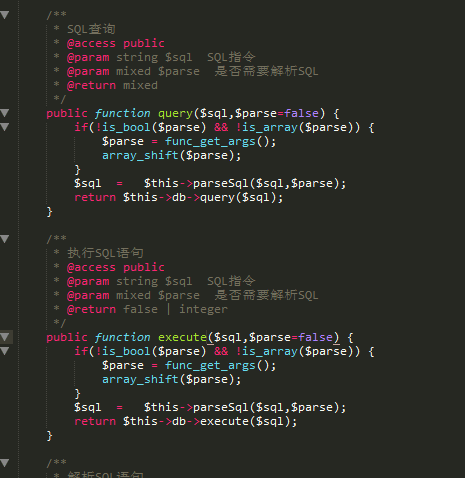 /**
 * SQL查询
 * @access public
 * @param string $sql  SQL指令
 * @param mixed $parse  是否需要解析SQL
 * @return mixed
 */
public function query($sql,$parse=false) {
    if(!is_bool($parse) && !is_array($parse)) {
        $parse = func_get_args();
        array_shift($parse);
    }
    $sql  =   $this->parseSql($sql,$parse);
    return $this->db->query($sql);
}
/**
 * 执行SQL语句
 * @access public
 * @param string $sql  SQL指令
 * @param mixed $parse  是否需要解析SQL
 * @return false | integer
 */
public function execute($sql,$parse=false) {
    if(!is_bool($parse) && !is_array($parse)) {
        $parse = func_get_args();
        array_shift($parse);
    }
    $sql  =   $this->parseSql($sql,$parse);
    return $this->db->execute($sql);
}
/**
 * 解析SQL语句